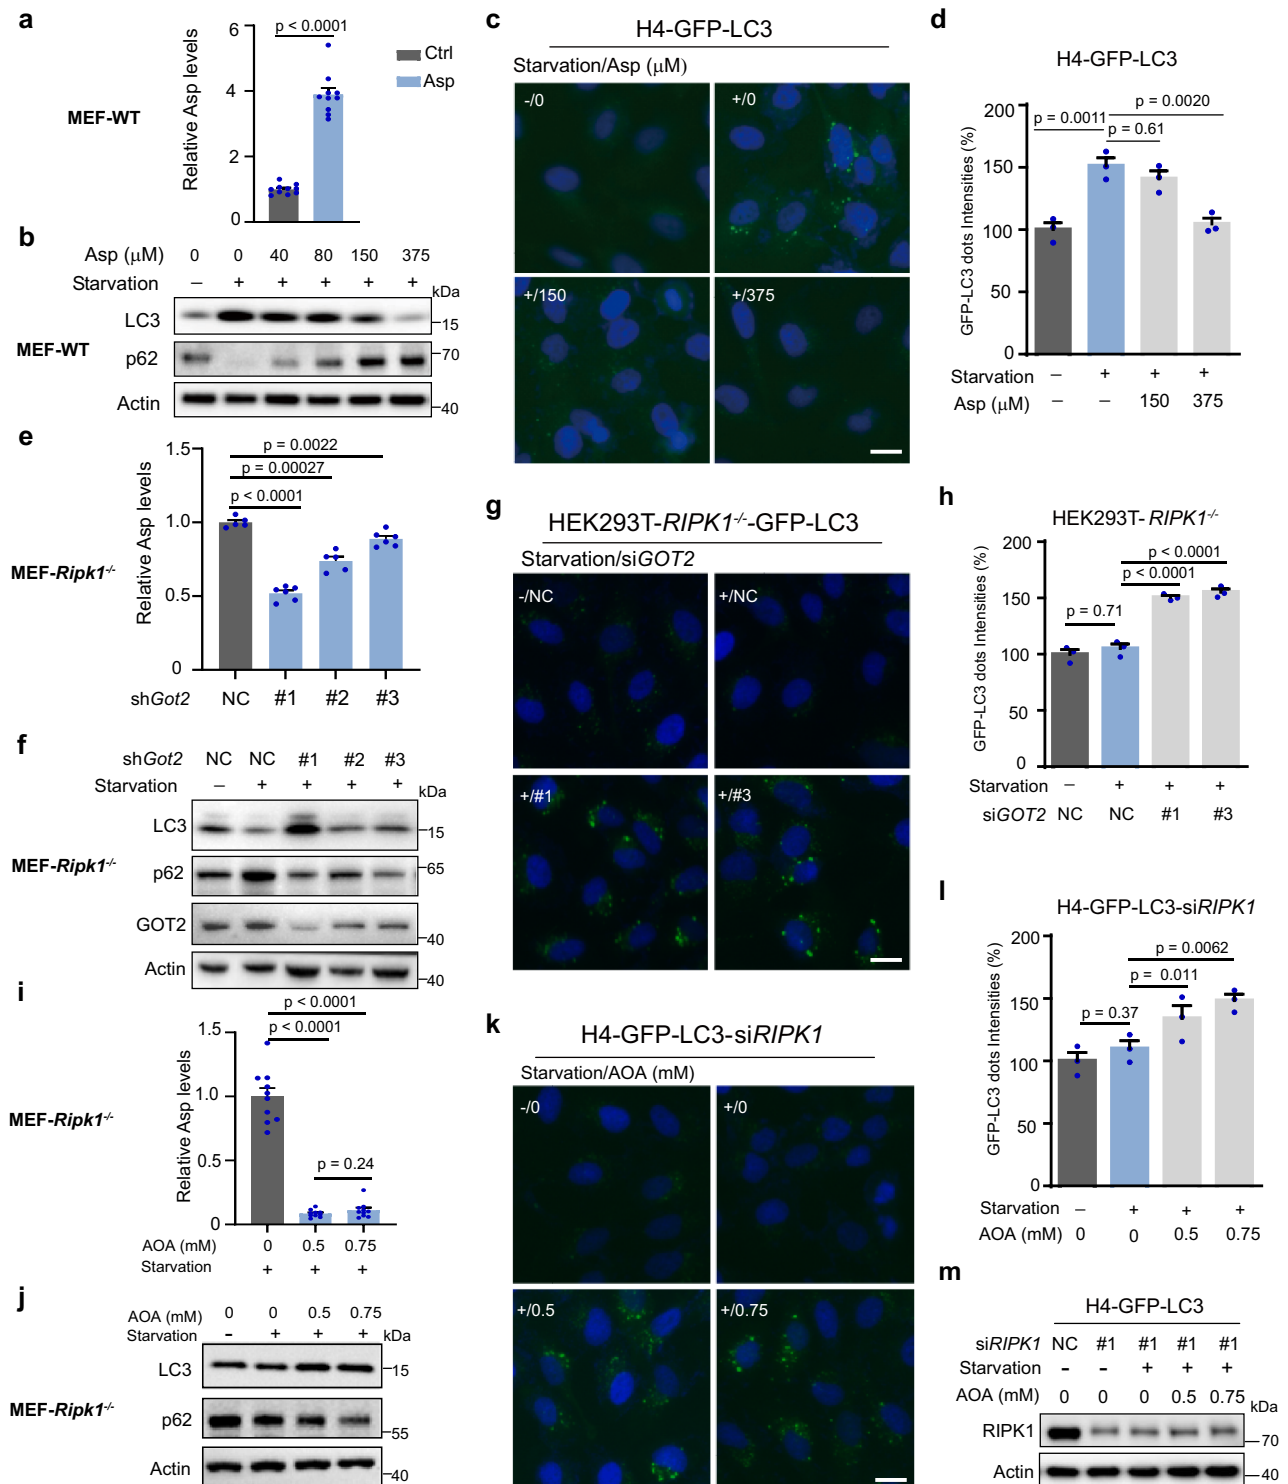 a
MEF-WT
Relative Asp levels
6
4
2
0
p < 0.0001
Ctrl
Asp
b
Asp (μM) 0 0 40 80 150 375
Starvation – + + + + +
kDa
MEF-WT
LC3
15
p62
70
Actin
40
c
H4-GFP-LC3
Starvation/Asp (μM)
-/0
+/0
+/150
+/375
d
H4-GFP-LC3
GFP-LC3 dots Intensities (%)
200
150
100
50
0
p = 0.0020
p = 0.0011
p = 0.61
Starvation – + + +
Asp (μM) – – 150 375
e
MEF-Ripk1-/-
Relative Asp levels
1.5
1.0
0.5
0
p = 0.0022
p = 0.00027
p < 0.0001
shGot2 NC #1 #2 #3
f
shGot2 NC NC #1 #2 #3
Starvation – + + + +
kDa
MEF-Ripk1-/-
LC3
15
p62
65
GOT2
40
Actin
40
g
HEK293T-RIPK1-/--GFP-LC3
Starvation/siGOT2
-/NC
+/NC
+/#1
+/#3
h
HEK293T-RIPK1-/-
GFP-LC3 dots Intensities (%)
200
150
100
50
0
p < 0.0001
p < 0.0001
p = 0.71
Starvation – + + +
siGOT2 NC NC #1 #3
i
MEF-Ripk1-/-
Relative Asp levels
1.5
1.0
0.5
0
p < 0.0001
p < 0.0001
p = 0.24
AOA (mM) 0 0.5 0.75
Starvation + + +
j
AOA (mM) 0 0 0.5 0.75
Starvation - + + +
kDa
MEF-Ripk1-/-
LC3
15
p62
55
Actin
40
k
H4-GFP-LC3-siRIPK1
Starvation/AOA (mM)
-/0
+/0
+/0.5
+/0.75
l
H4-GFP-LC3-siRIPK1
GFP-LC3 dots Intensities (%)
200
150
100
50
0
p = 0.0062
p = 0.011
p = 0.37
Starvation – + + +
AOA (mM) 0 0 0.5 0.75
m
H4-GFP-LC3
siRIPK1 NC #1 #1 #1 #1
Starvation - - + + +
AOA (mM) 0 0 0 0.5 0.75
kDa
RIPK1
70
Actin
40